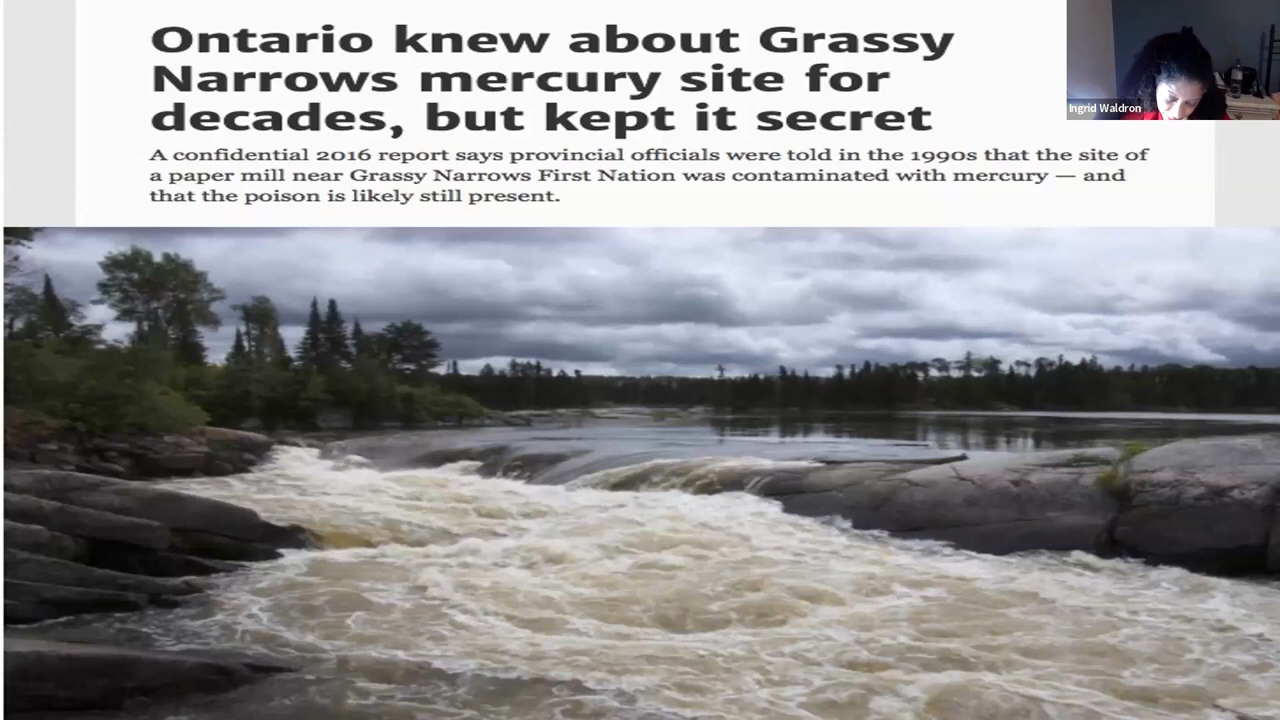 Ontario knew about Grassy
Narrows mercury site for
decades, but kept it secret
A confidential 2016 report says provincial officials were told in the 1990s that the site of
a paper mill near Grassy Narrows First Nation was contaminated with mercury — and
that the poison is likely still present.
Ingrid Waldron